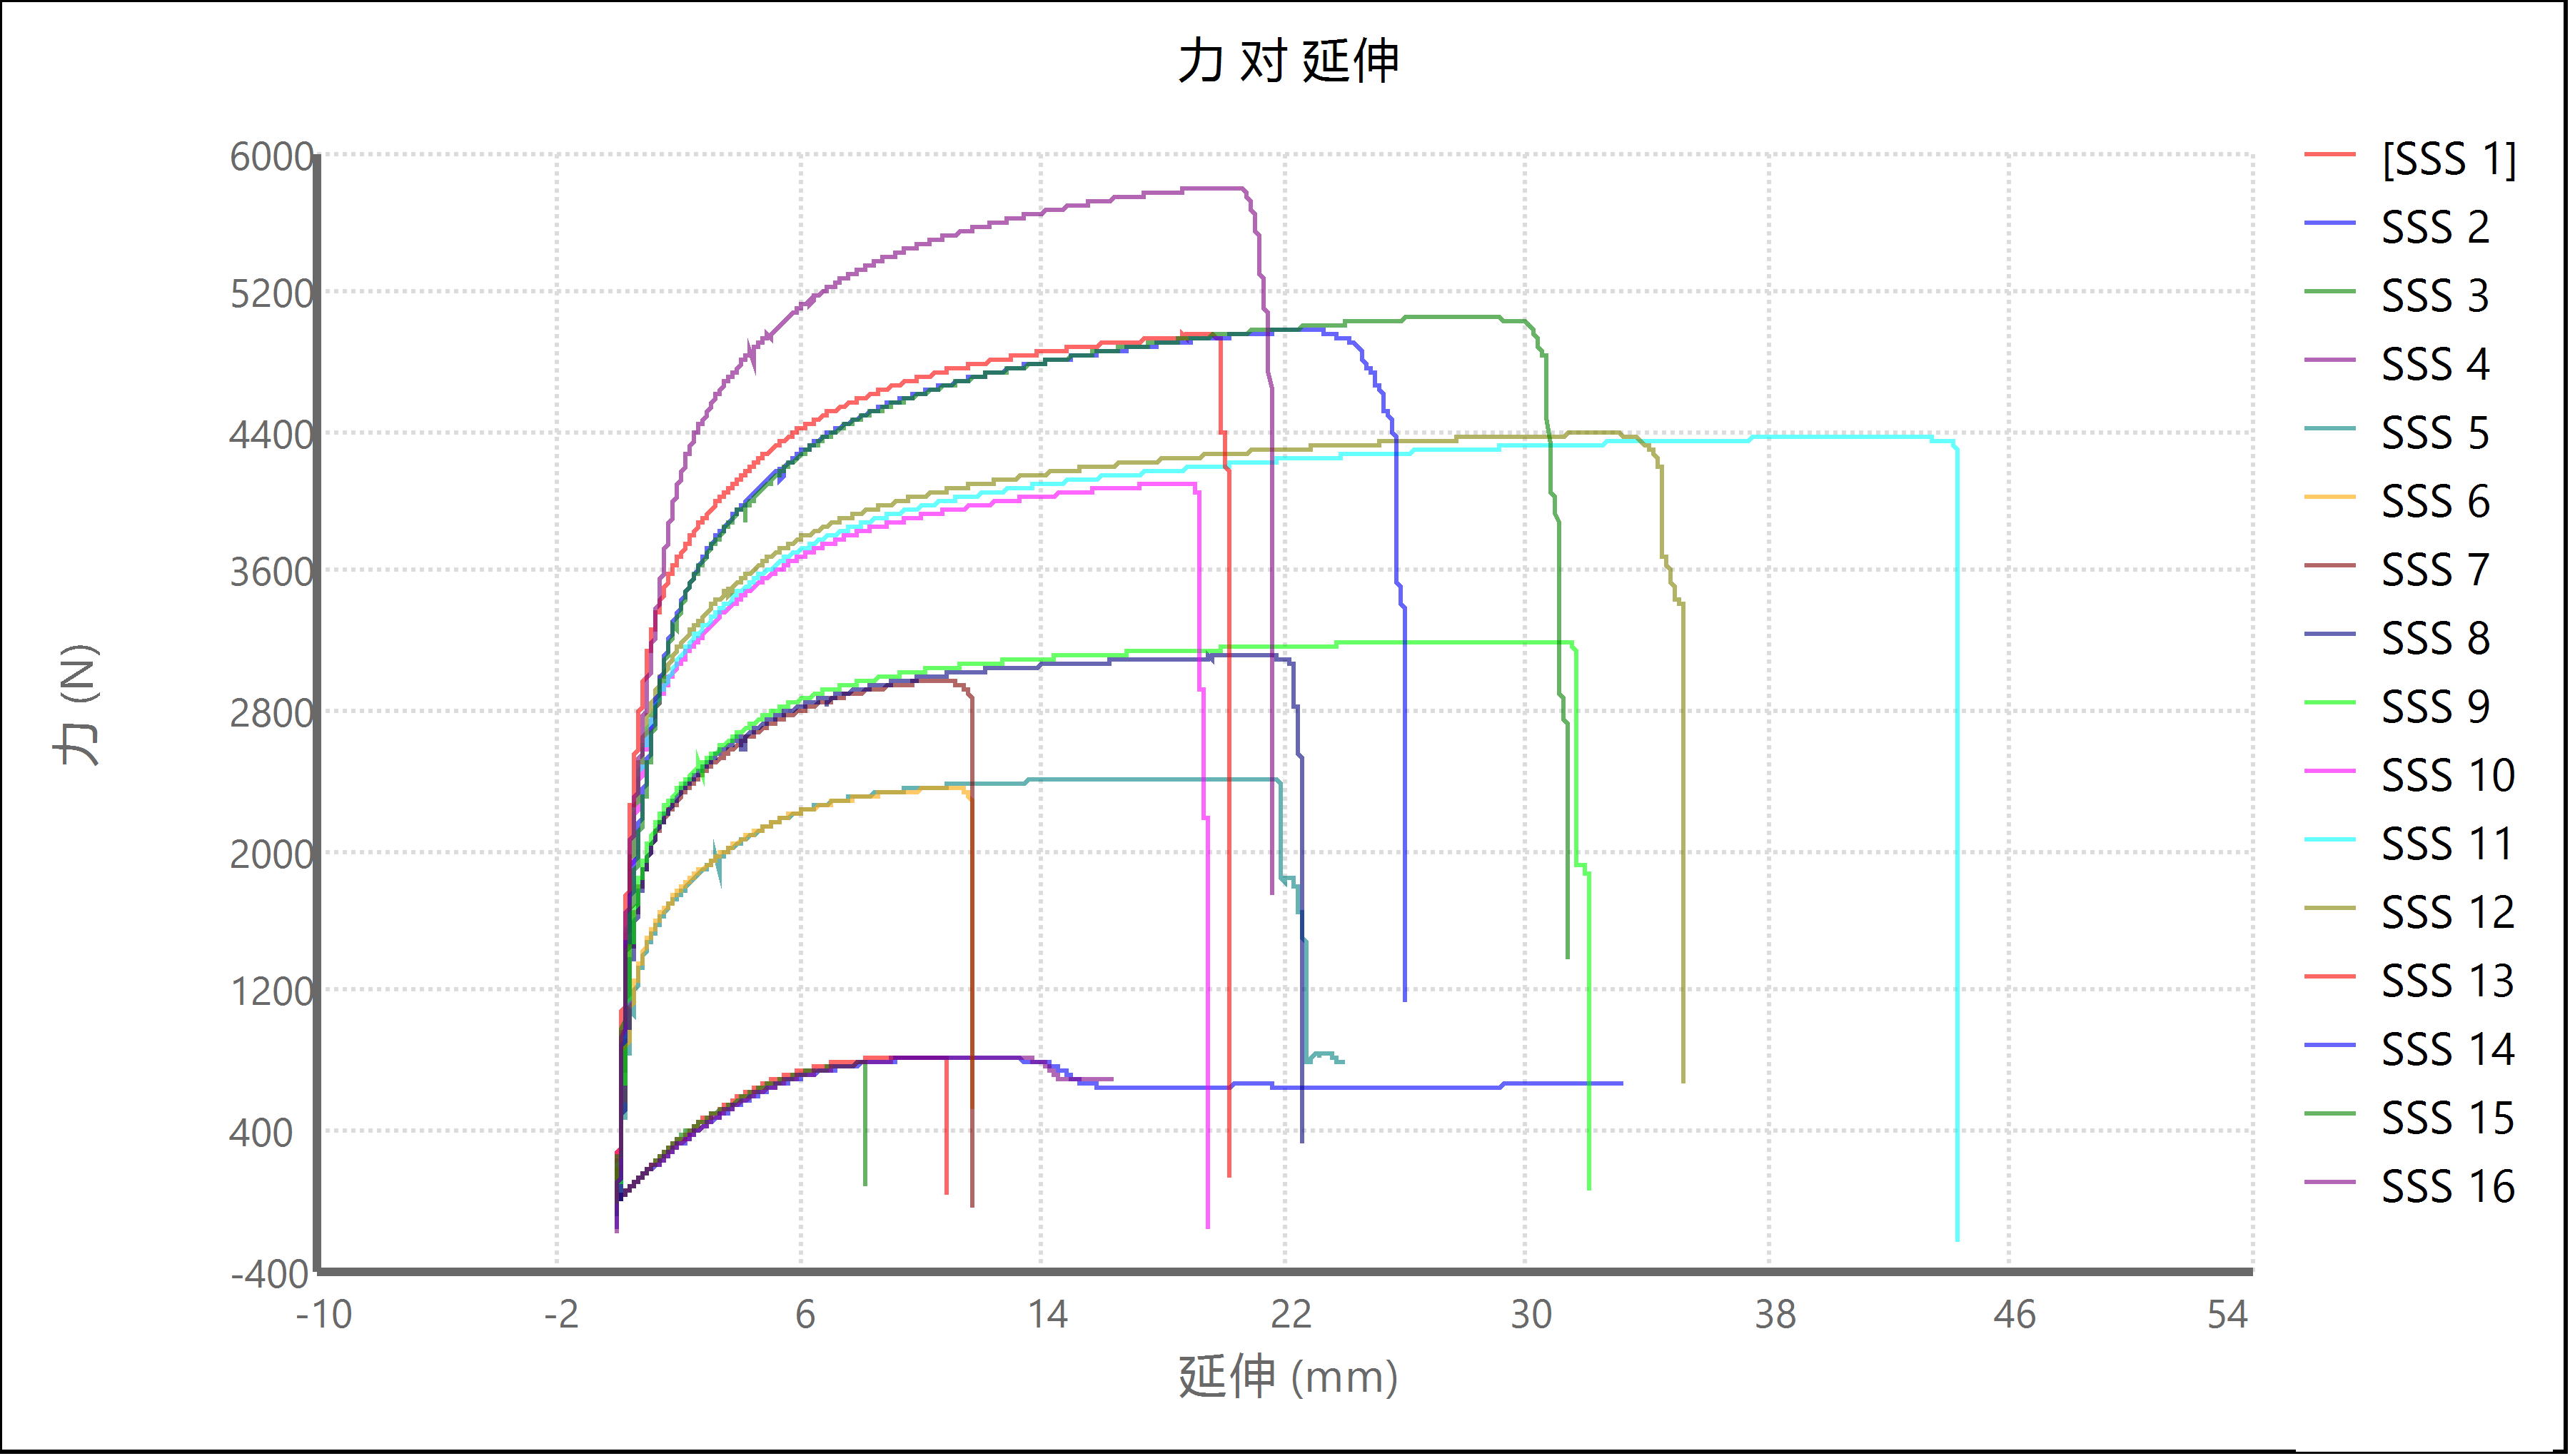 力 对 延伸
6000
5200
4400
3600
2800
2000
1200
400
-400
力 (N)
-10 -2 6 14 22 30 38 46 54
延伸 (mm)
[SSS 1]
SSS 2
SSS 3
SSS 4
SSS 5
SSS 6
SSS 7
SSS 8
SSS 9
SSS 10
SSS 11
SSS 12
SSS 13
SSS 14
SSS 15
SSS 16